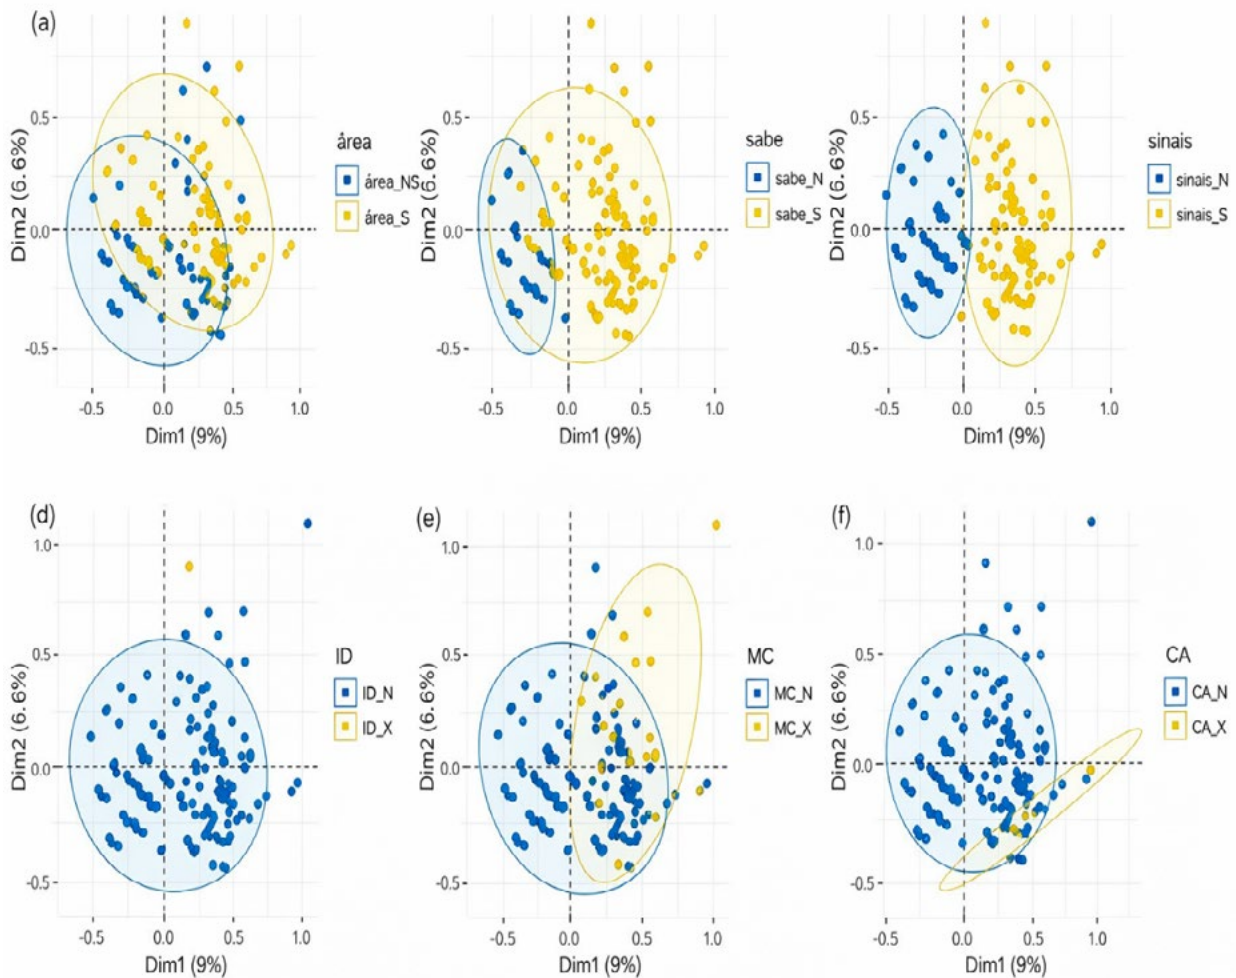 (a)
Dim2 (6.6%)
0.5
0.0
-0.5
-0.5 0.0 0.5 1.0
Dim1 (9%)
área
área_NS
área_S
Dim2 (6.6%)
0.5
0.0
-0.5
-0.5 0.0 0.5 1.0
Dim1 (9%)
sabe
sabe_N
sabe_S
Dim2 (6.6%)
0.5
0.0
-0.5
-0.5 0.0 0.5 1.0
Dim1 (9%)
sinais
sinais_N
sinais_S
(d)
Dim2 (6.6%)
1.0
0.5
0.0
-0.5
-0.5 0.0 0.5 1.0
Dim1 (9%)
ID
ID_N
ID_X
(e)
Dim2 (6.6%)
1.0
0.5
0.0
-0.5
-0.5 0.0 0.5 1.0
Dim1 (9%)
MC
MC_N
MC_X
(f)
Dim2 (6.6%)
1.0
0.5
0.0
-0.5
-0.5 0.0 0.5 1.0
Dim1 (9%)
CA
CA_N
CA_X